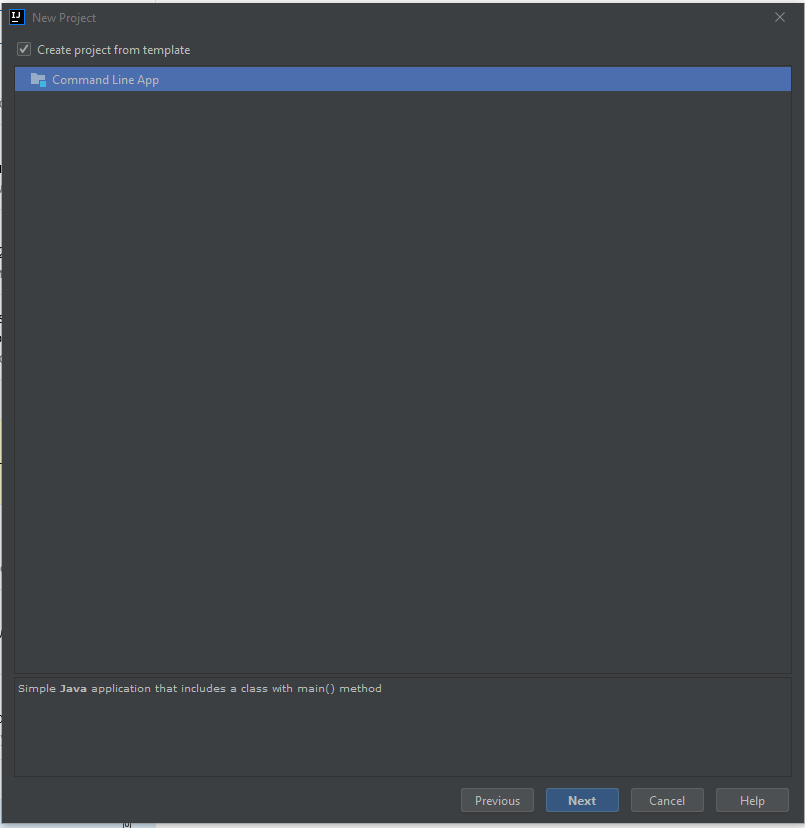 IJ
New Project
Create project from template
Command Line App
Simple Java application that includes a class with main() method
Previous
Next
Cancel
Help